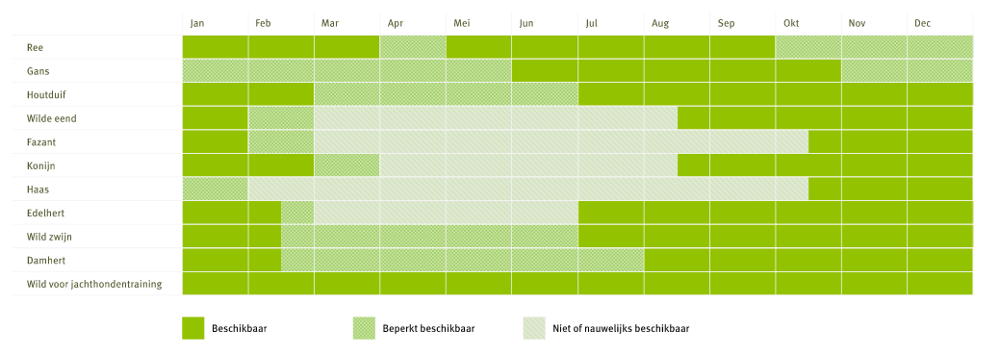 Jan Feb Mar Apr Mei Jun Jul Aug Sep Okt Nov Dec
Ree
Gans
Houtduif
Wilde eend
Fazant
Konijn
Haas
Edelhert
Wild zwijn
Damhert
Wild voor jachthondentraining
Beschikbaar Beperkt beschikbaar Niet of nauwelijks beschikbaar